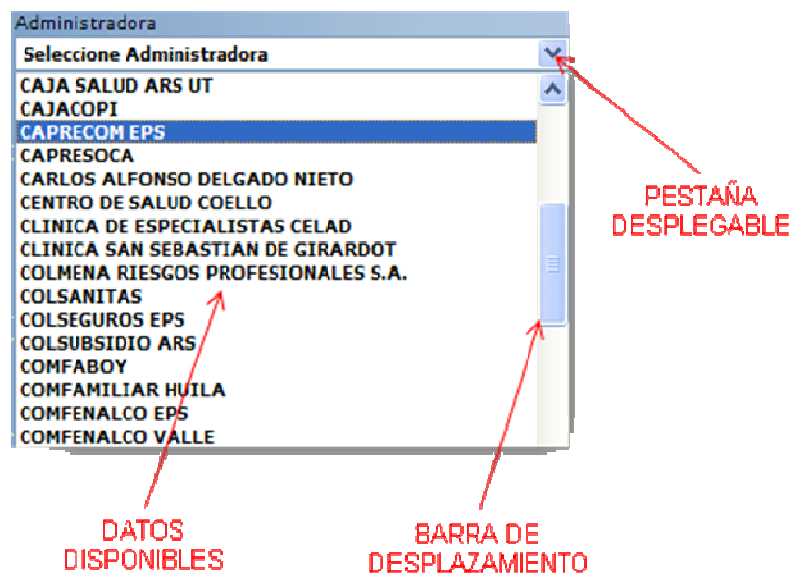 Administradora
Seleccione Administradora
CAJA SALUD ARS UT
CAJACOPI
CAPRECOM EPS
CAPRESOCA
CARLOS ALFONSO DELGADO NIETO
CENTRO DE SALUD COELLO
CLINICA DE ESPECIALISTAS CELAD
CLINICA SAN SEBASTIAN DE GIRARDOT
COLMENA RIESGOS PROFESIONALES S.A.
COLSANITAS
COLSEGUROS EPS
COLSUBSIDIO ARS
COMFABOY
COMFAMILIAR HUILA
COMFENALCO EPS
COMFENALCO VALLE
PESTAÑA
DESPLEGABLE
DATOS
DISPONIBLES
BARRA DE
DESPLAZAMIENTO